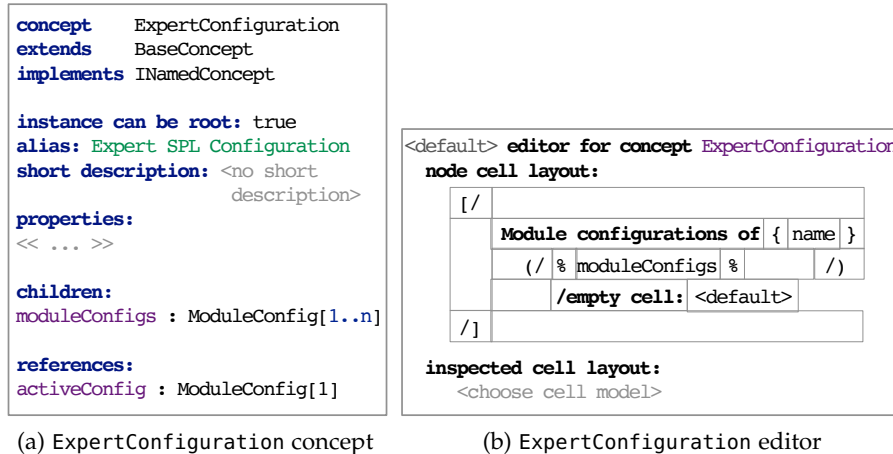 concept ExpertConfiguration
extends BaseConcept
implements INamedConcept
instance can be root: true
alias: Expert SPL Configuration
short description: <no short
description>
properties:
<< ... >>
children:
moduleConfigs : ModuleConfig[1..n]
references:
activeConfig : ModuleConfig[1]
(a) ExpertConfiguration concept
<default> editor for concept ExpertConfiguration
node cell layout:
[/
Module configurations of { name }
(/ % moduleConfigs % /)
/empty cell: <default>
/]
inspected cell layout:
<choose cell model>
(b) ExpertConfiguration editor